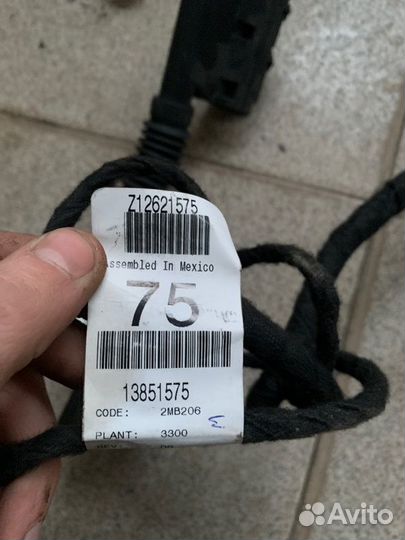 Z12621575
Assembled In Mexico
75
13851575
CODE: 2MB206
PLANT: 3300
Avito